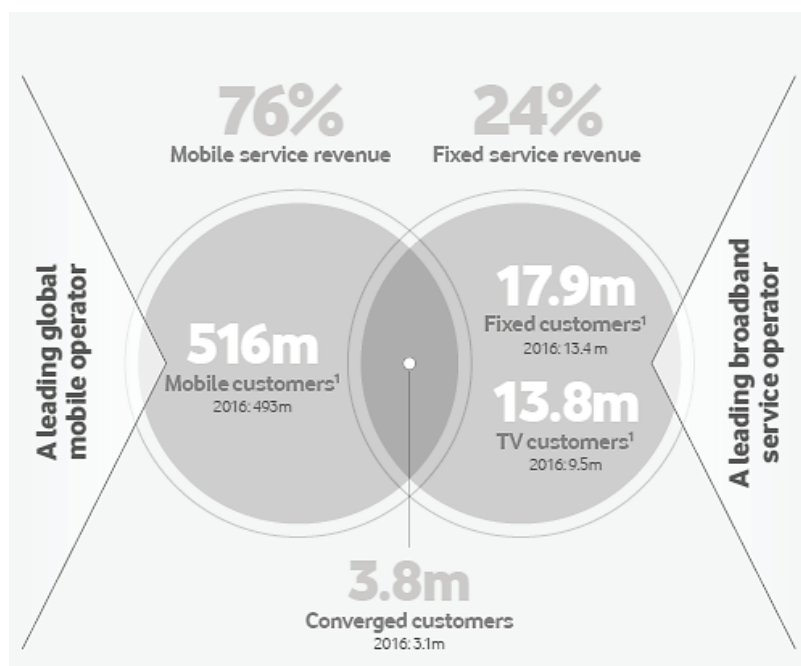 76%
Mobile service revenue
24%
Fixed service revenue
A leading global
mobile operator
516m
Mobile customers¹
2016: 493m
17.9m
Fixed customers¹
2016: 13.4 m
13.8m
TV customers¹
2016: 9.5m
A leading broadband
service operator
3.8m
Converged customers
2016: 3.1m